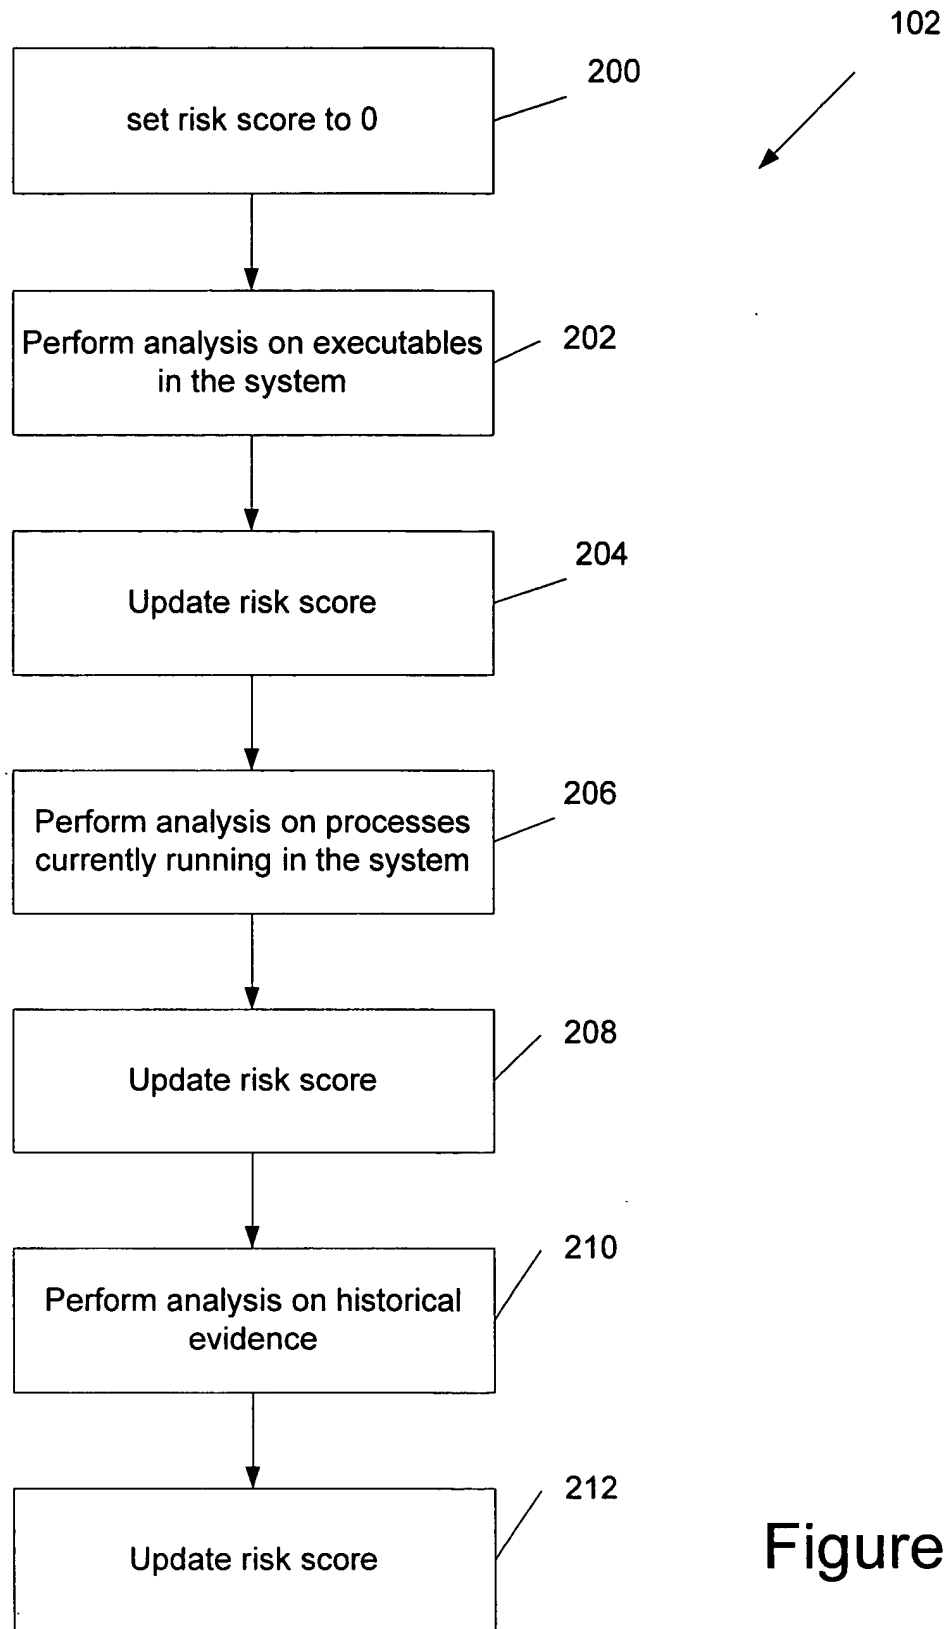 102
200
set risk score to 0
202
Perform analysis on executables
in the system
204
Update risk score
206
Perform analysis on processes
currently running in the system
208
Update risk score
210
Perform analysis on historical
evidence
212
Update risk score
Figure